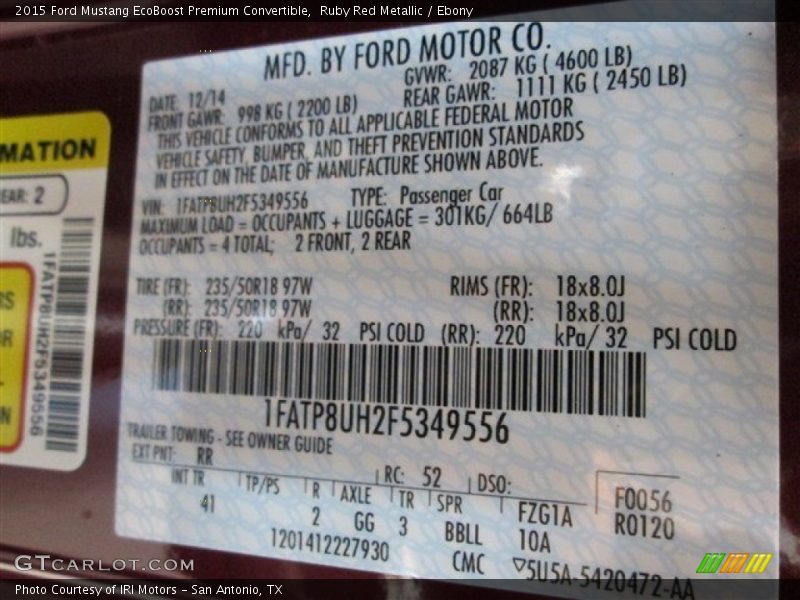 2015 Ford Mustang EcoBoost Premium Convertible, Ruby Red Metallic / Ebony
MFD. BY FORD MOTOR CO.
DATE: 12/14 GVWR: 2087 KG ( 4600 LB)
FRONT GAWR: 998 KG ( 2200 LB) REAR GAWR: 1111 KG ( 2450 LB)
THIS VEHICLE CONFORMS TO ALL APPLICABLE FEDERAL MOTOR
VEHICLE SAFETY, BUMPER, AND THEFT PREVENTION STANDARDS
IN EFFECT ON THE DATE OF MANUFACTURE SHOWN ABOVE.
VIN: 1FATP8UH2F5349556 TYPE: Passenger Car
MAXIMUM LOAD = OCCUPANTS + LUGGAGE = 301KG/ 664LB
OCCUPANTS = 4 TOTAL; 2 FRONT, 2 REAR
TIRE (FR): 235/50R18 97W RIMS (FR): 18x8.0J
(RR): 235/50R18 97W (RR): 18x8.0J
PRESSURE (FR): 220 kPa/ 32 PSI COLD (RR): 220 kPa/ 32 PSI COLD
1FATP8UH2F5349556
TRAILER TOWING - SEE OWNER GUIDE
EXT PNT: RR RC: 52 DSO:
INT TR TP/PS R AXLE TR SPR F0056
41 2 GG 3 BBLL FZG1A R0120
10A
1201412227930 CMC ▽5U5A-5420472-AA
MATION
EAR: 2
lbs.
1FATP8UH2F5349556
RS
OR
N
GTCARLOT.COM
Photo Courtesy of IRI Motors – San Antonio, TX